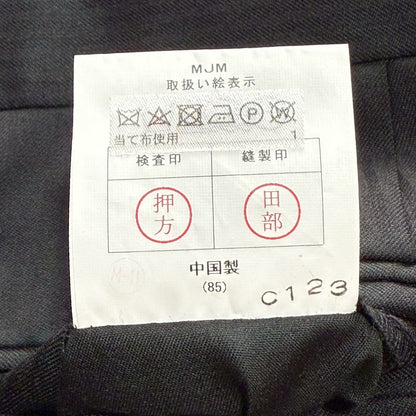 MJM
取扱い絵表示
P W
当て布使用 1
検査印 縫製印
押方 田部
中国製
(85)
C123